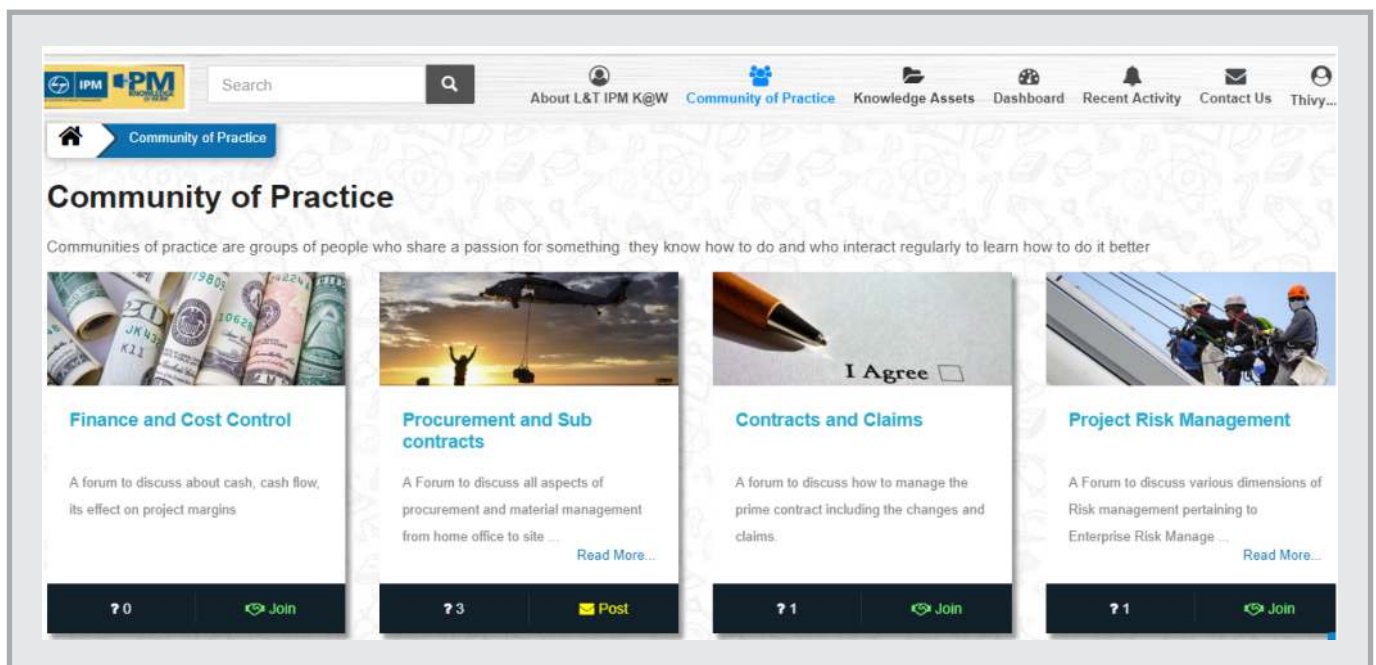 IPM PM
KNOWLEDGE
Search
About L&T IPM K@W Community of Practice Knowledge Assets Dashboard Recent Activity Contact Us Thivy...
Community of Practice
Community of Practice
Communities of practice are groups of people who share a passion for something they know how to do and who interact regularly to learn how to do it better
I Agree
Finance and Cost Control
A forum to discuss about cash, cash flow,
its effect on project margins
? 0 Join
Procurement and Sub
contracts
A Forum to discuss all aspects of
procurement and material management
from home office to site ...
Read More...
? 3 Post
Contracts and Claims
A forum to discuss how to manage the
prime contract including the changes and
claims.
? 1 Join
Project Risk Management
A Forum to discuss various dimensions of
Risk management pertaining to
Enterprise Risk Manage ...
Read More...
? 1 Join